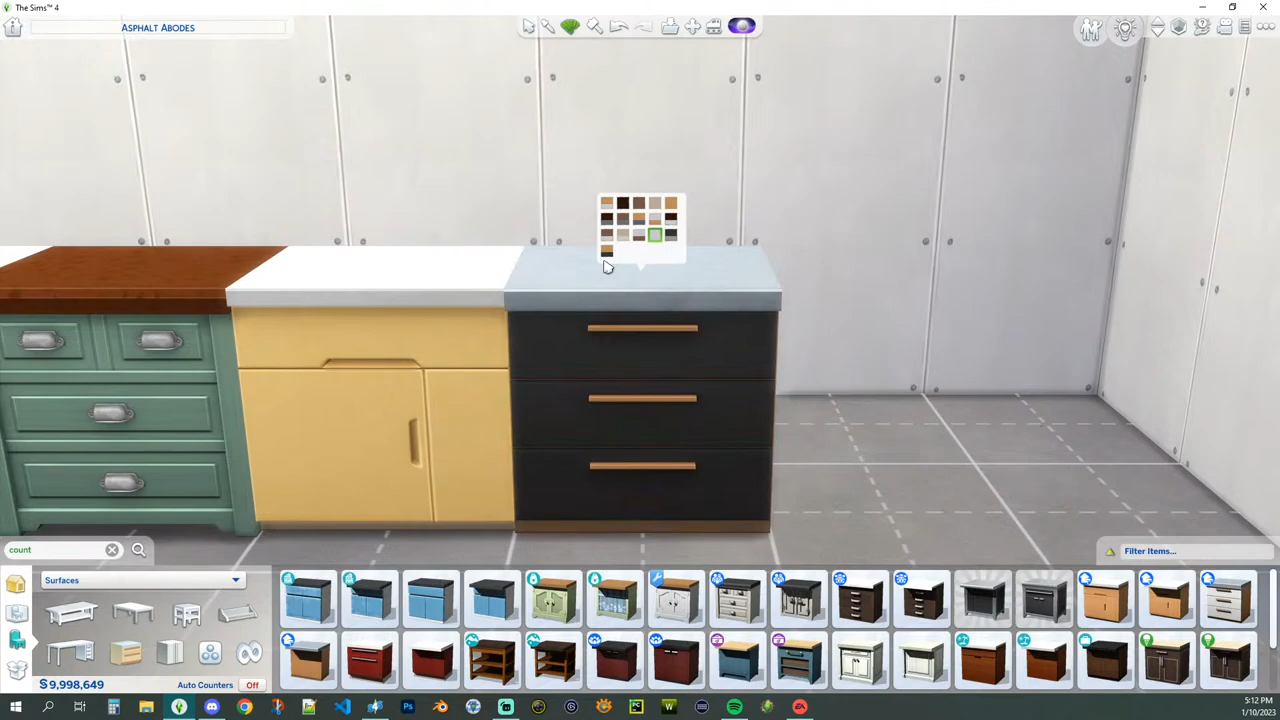 The Sims™ 4
ASPHALT ABODES
count
Filter Items...
Surfaces
§9,998,649
Auto Counters
Off
5:12 PM
1/10/2023